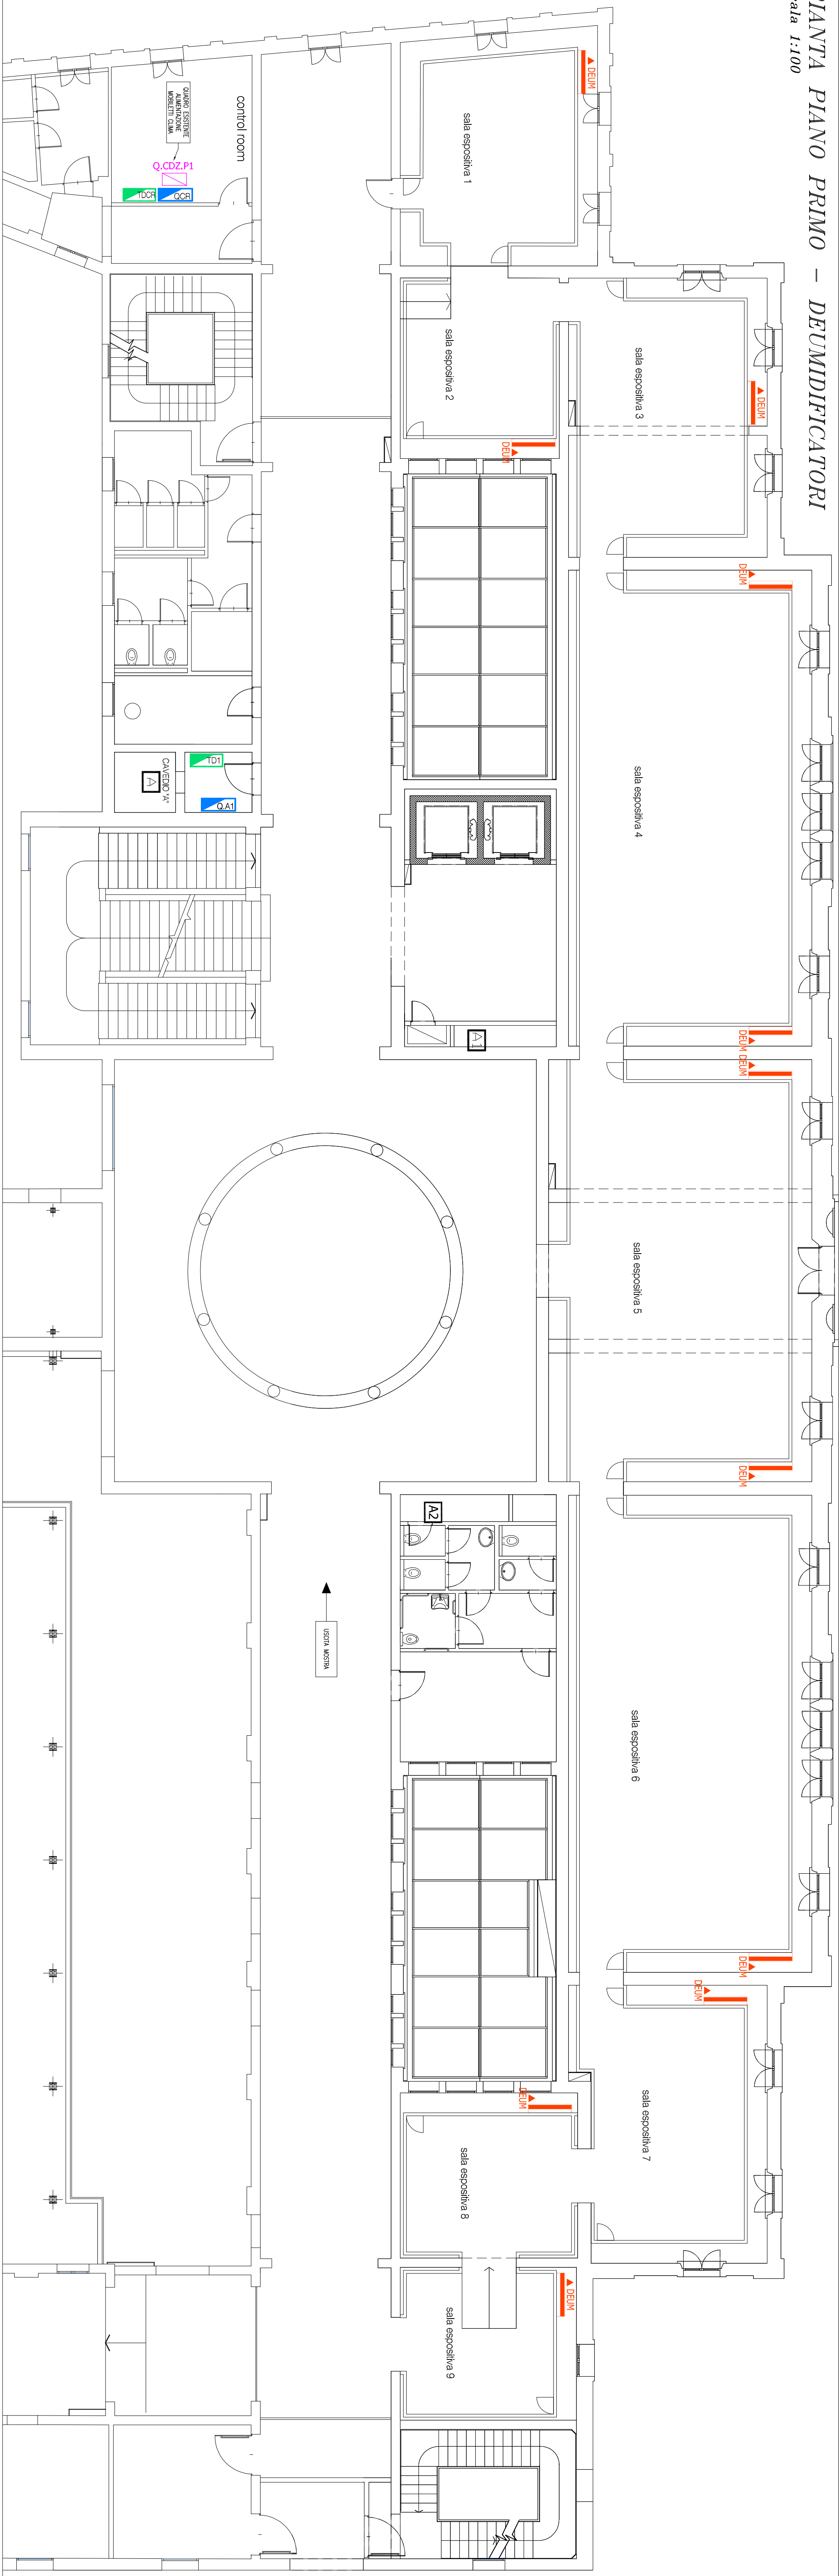 PIANTA PIANO PRIMO - DEUMIDIFICATORI
scala 1:100
▲ DEUM
sala espositiva 1
control room
QUADRO ESISTENTE
ALIMENTAZIONE
MOBILETTI CLIMA
Q.CDZ.P1
QCR
TDCR
sala espositiva 2
sala espositiva 3
▲ DEUM
DEUM
DEUM
sala espositiva 4
TD1
Q.A1
CAVEDIO "A"
A
A1
DEUM
DEUM
sala espositiva 5
DEUM
A2
USCITA MOSTRA
sala espositiva 6
DEUM
DEUM
sala espositiva 7
DEUM
sala espositiva 8
▲ DEUM
sala espositiva 9